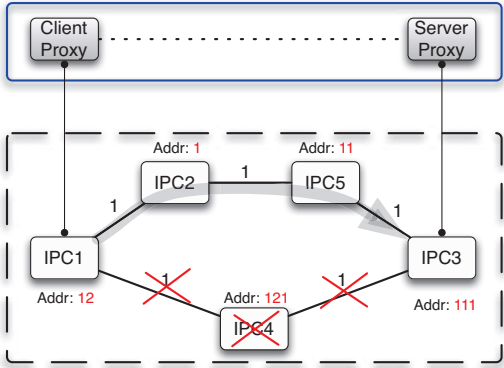 Client
Proxy
Server
Proxy
Addr: 1
Addr: 11
IPC2
1
IPC5
1
1
IPC1
IPC3
1
1
Addr: 12
Addr: 121
Addr: 111
IPC4